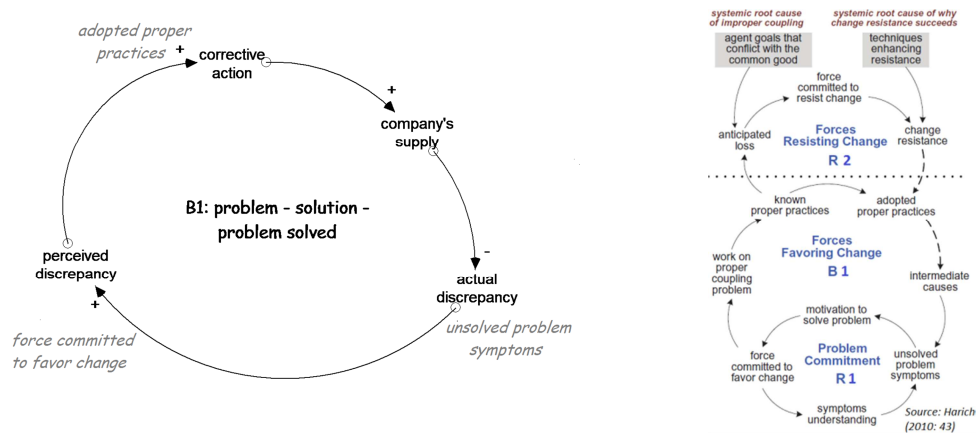 adopted proper
practices
+
corrective
action
+
company's
supply
B1: problem - solution -
problem solved
-
perceived
discrepancy
+
actual
discrepancy
force committed
to favor change
unsolved problem
symptoms
systemic root cause
of improper coupling
systemic root cause of why
change resistance succeeds
agent goals that
conflict with the
common good
techniques
enhancing
resistance
force
committed to
resist change
anticipated
loss
Forces
Resisting Change
R 2
change
resistance
known
proper practices
adopted
proper practices
Forces
Favoring Change
B 1
work on
proper
coupling
problem
intermediate
causes
motivation to
solve problem
force
committed to
favor change
Problem
Commitment
R 1
unsolved
problem
symptoms
symptoms
understanding
Source: Harich
(2010: 43)